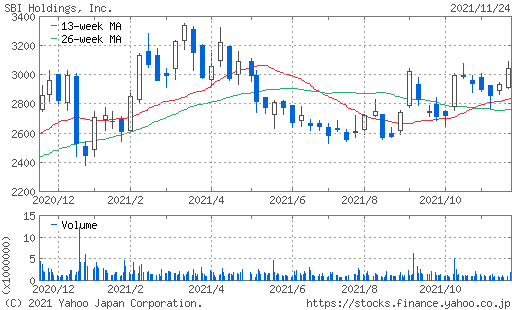 SBI Holdings, Inc. 2021/11/24
3400
13-week MA
26-week MA
3200
3000
2800
2600
2400
2200
2020/12 2021/2 2021/4 2021/6 2021/8 2021/10
15
Volume
10
5
0
(x1000000)
2020/12 2021/2 2021/4 2021/6 2021/8 2021/10
(C) 2021 Yahoo Japan Corporation. https://stocks.finance.yahoo.co.jp/